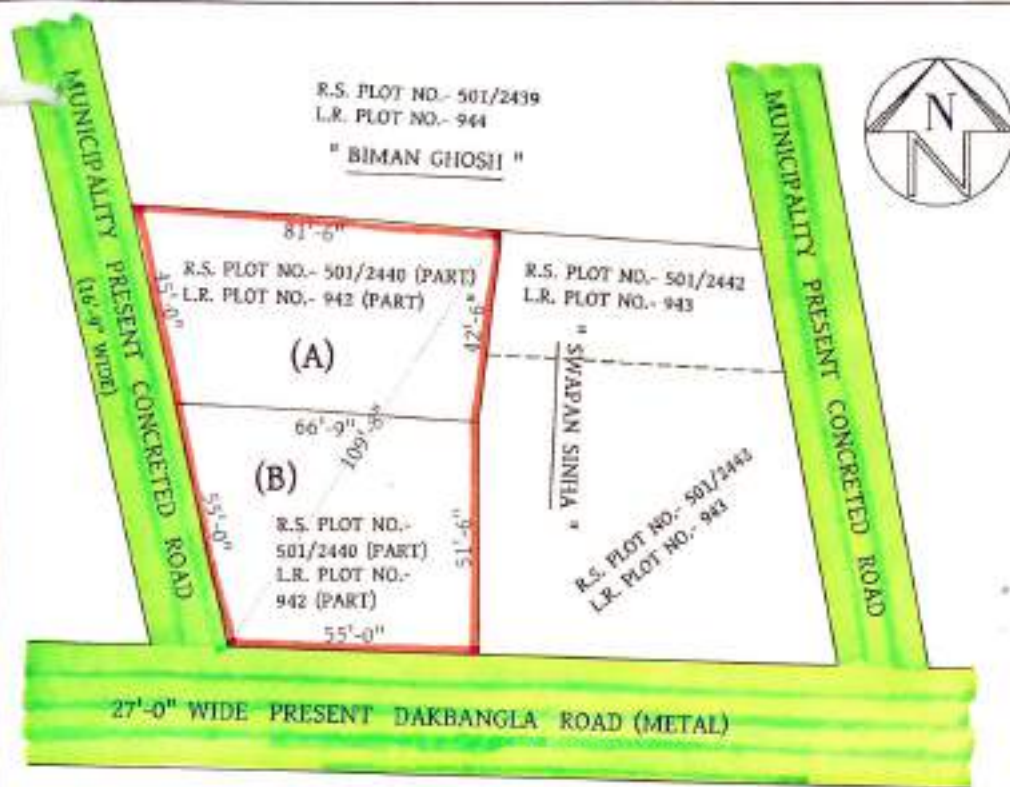 R.S. PLOT NO.- 501/2439
L.R. PLOT NO.- 944
" BIMAN GHOSH "
N
MUNICIPALITY PRESENT CONCRETED ROAD
(16'-9" WIDE)
81'-6"
R.S. PLOT NO.- 501/2440 (PART)
L.R. PLOT NO.- 942 (PART)
45'-0"
42'-6"
(A)
R.S. PLOT NO.- 501/2442
L.R. PLOT NO.- 943
" SWAPAN SINHA "
MUNICIPALITY PRESENT CONCRETED ROAD
66'-9"
109'-8"
(B)
55'-0"
51'-6"
R.S. PLOT NO.-
501/2440 (PART)
L.R. PLOT NO.-
942 (PART)
55'-0"
R.S. PLOT NO.- 501/2443
L.R. PLOT NO.- 943
27'-0" WIDE PRESENT DAKBANGLA ROAD (METAL)